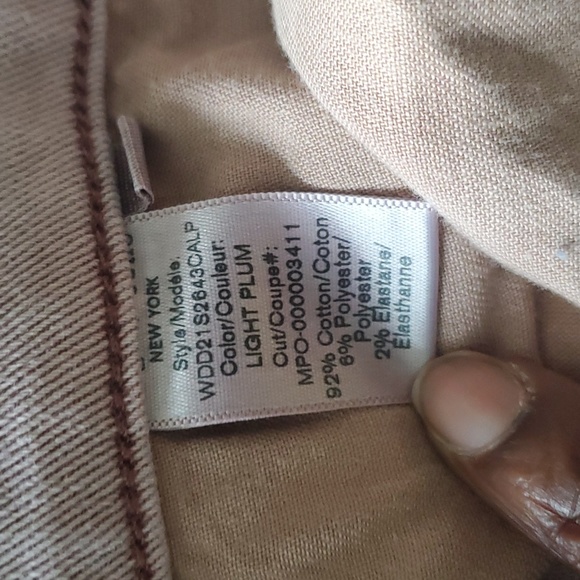 NEW YORK
Style/Modèle:
WDD21S2643CALP
Color/Couleur:
LIGHT PLUM
Cut/Coupe#:
MPO-000003411
92% Cotton/Coton
6% Polyester/
Polyester
2% Elastane/
Elasthanne